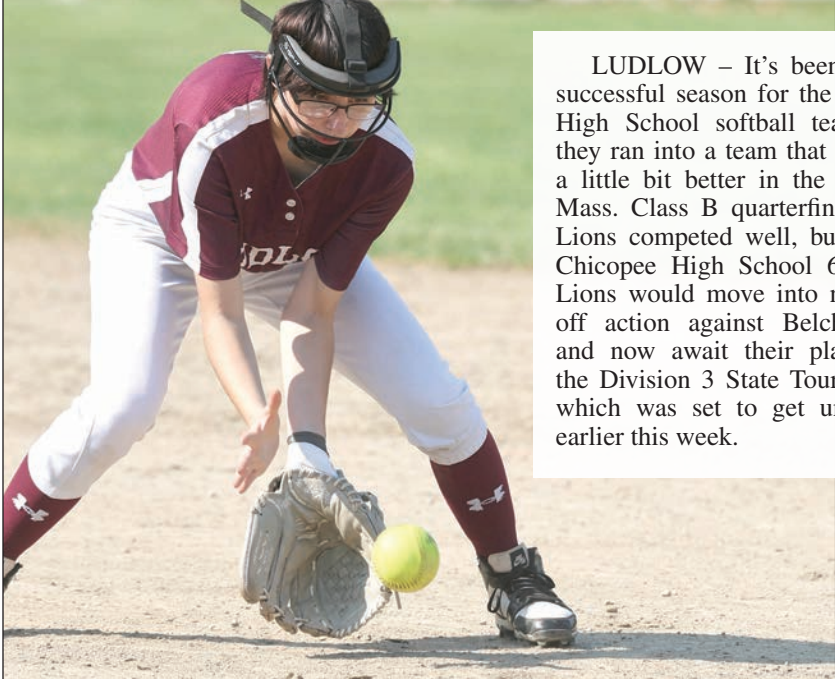 LUDLOW – It's been
successful season for the
High School softball tea
they ran into a team that
a little bit better in the
Mass. Class B quarterfin
Lions competed well, bu
Chicopee High School 6
Lions would move into
off action against Belch
and now await their pla
the Division 3 State Tour
which was set to get u
earlier this week.